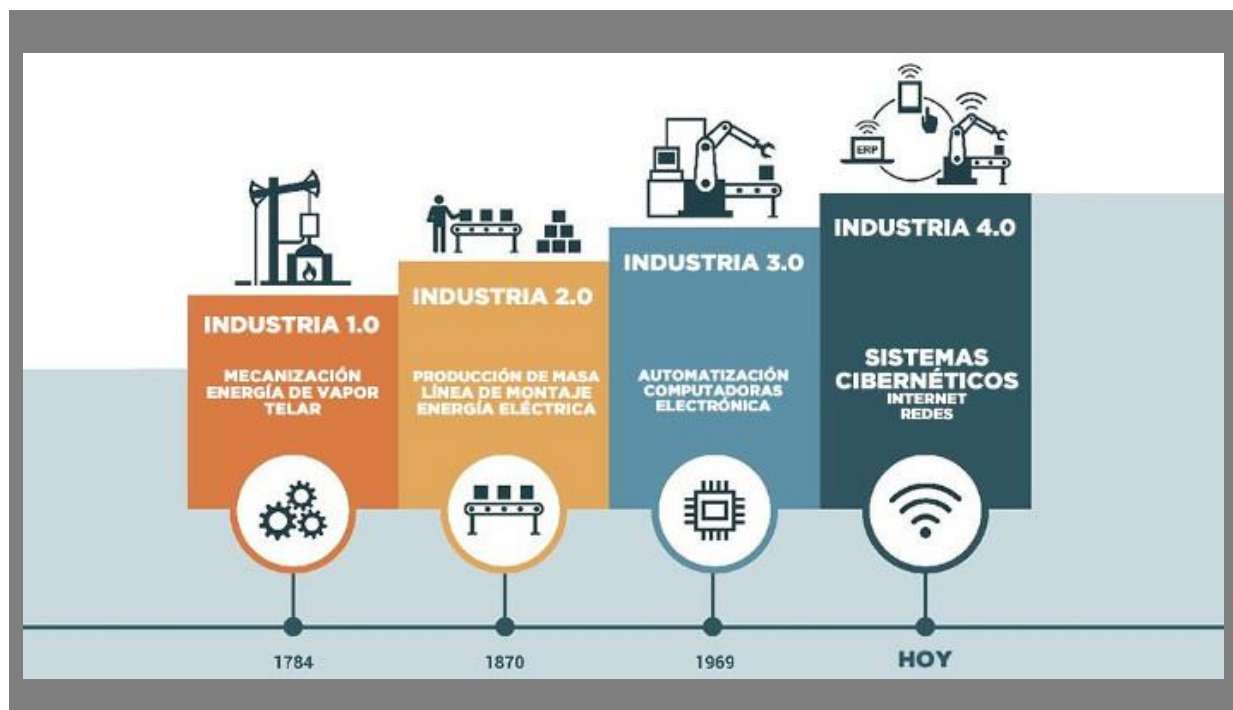 INDUSTRIA 1.0
MECANIZACIÓN
ENERGÍA DE VAPOR
TELAR
1784
INDUSTRIA 2.0
PRODUCCIÓN DE MASA
LÍNEA DE MONTAJE
ENERGÍA ELÉCTRICA
1870
INDUSTRIA 3.0
AUTOMATIZACIÓN
COMPUTADORAS
ELECTRÓNICA
1969
ERP
INDUSTRIA 4.0
SISTEMAS
CIBERNÉTICOS
INTERNET
REDES
HOY